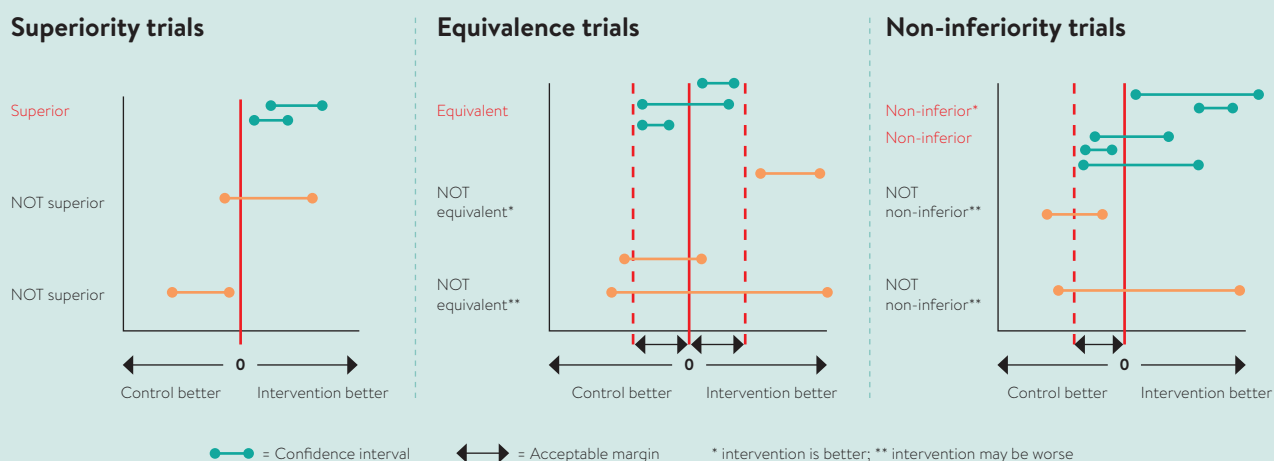 Superiority trials
Superior
NOT superior
NOT superior
0
Control better
Intervention better
Equivalence trials
Equivalent
NOT
equivalent*
NOT
equivalent**
0
Control better
Intervention better
Non-inferiority trials
Non-inferior*
Non-inferior
NOT
non-inferior**
NOT
non-inferior**
0
Control better
Intervention better
= Confidence interval
= Acceptable margin
* intervention is better; ** intervention may be worse